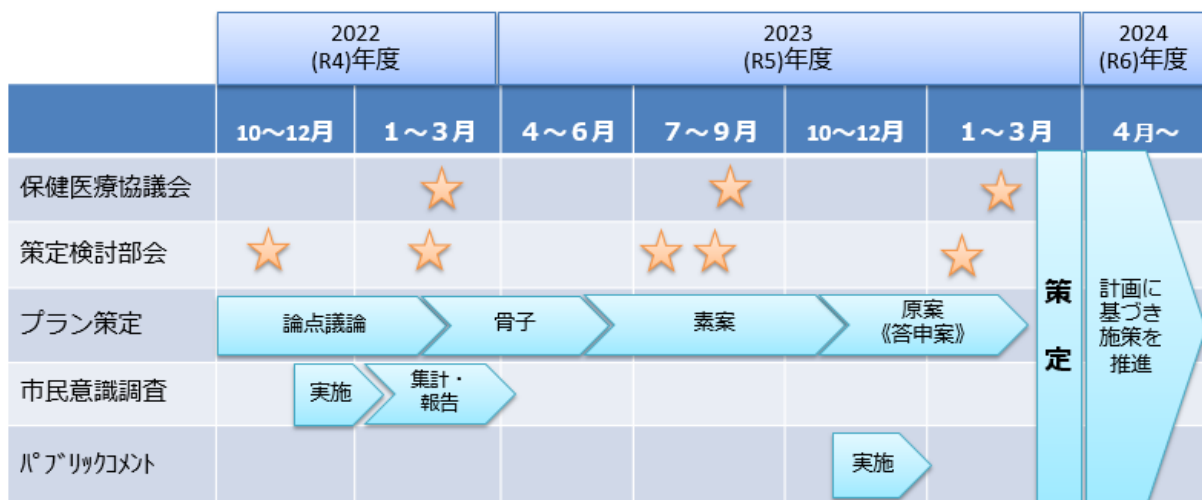 2022
(R4)年度
2023
(R5)年度
2024
(R6)年度
10～12月
1～3月
4～6月
7～9月
10～12月
1～3月
4月～
保健医療協議会
策定検討部会
プラン策定
論点議論
骨子
素案
原案
《答申案》
市民意識調査
実施
集計・
報告
ﾊﾟﾌﾞﾘｯｸｺﾒﾝﾄ
実施
策
定
計画に
基づき
施策を
推進